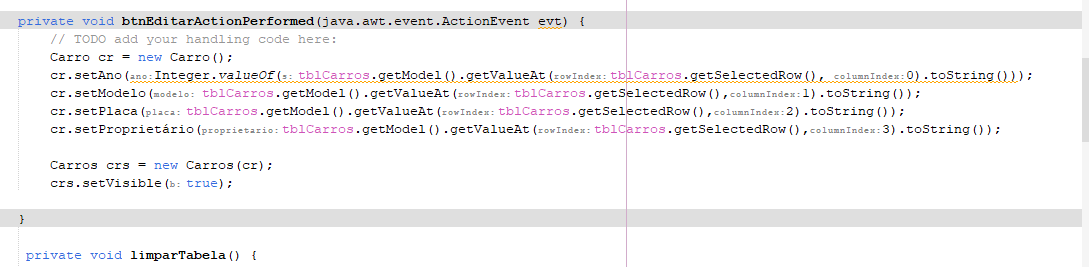 private void btnEditarActionPerformed(java.awt.event.ActionEvent evt) {
// TODO add your handling code here:
Carro cr = new Carro();
cr.setAno(ano:Integer.valueOf(s: tblCarros.getModel().getValueAt(rowIndex: tblCarros.getSelectedRow(), columnIndex:0).toString()));
cr.setModelo(modelo: tblCarros.getModel().getValueAt(rowIndex: tblCarros.getSelectedRow(),columnIndex:1).toString());
cr.setPlaca(placa: tblCarros.getModel().getValueAt(rowIndex: tblCarros.getSelectedRow(),columnIndex:2).toString());
cr.setProprietário(proprietario: tblCarros.getModel().getValueAt(rowIndex: tblCarros.getSelectedRow(),columnIndex:3).toString());
Carros crs = new Carros(cr);
crs.setVisible(b: true);
}
private void limparTabela() {